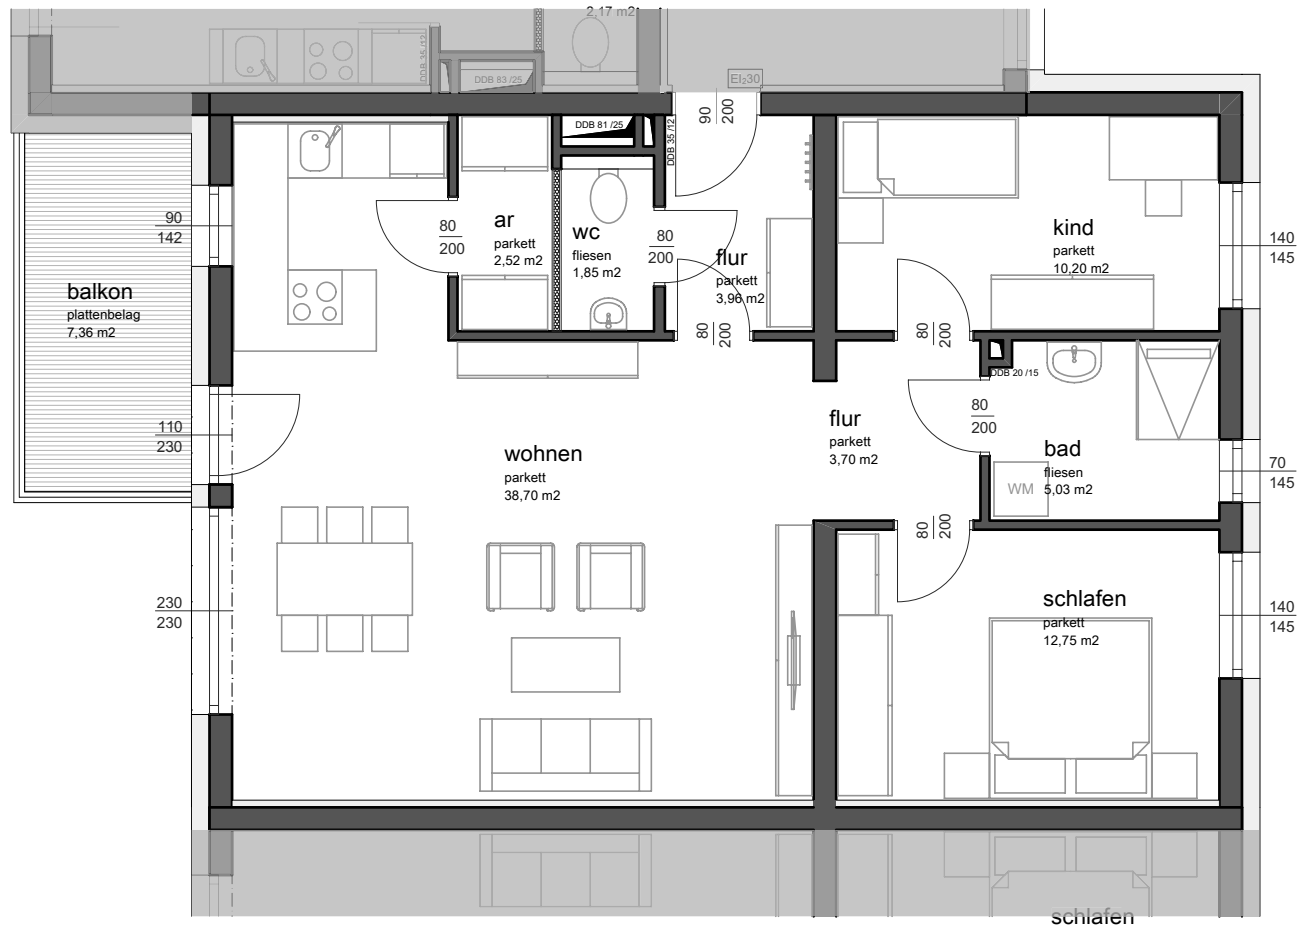 2,17 m2
DDB 35 /12
DDB 83 /25
EI₂30
90
200
DDB 81 /25
DDB 35 /12
90
142
80
200
ar
parkett
2,52 m2
wc
fliesen
1,85 m2
80
200
flur
parkett
3,96 m2
kind
parkett
10,20 m2
140
145
balkon
plattenbelag
7,36 m2
80
200
80
200
DDB 20 /15
110
230
wohnen
parkett
38,70 m2
flur
parkett
3,70 m2
80
200
bad
fliesen
5,03 m2
WM
70
145
80
200
230
230
schlafen
parkett
12,75 m2
140
145
schlafen